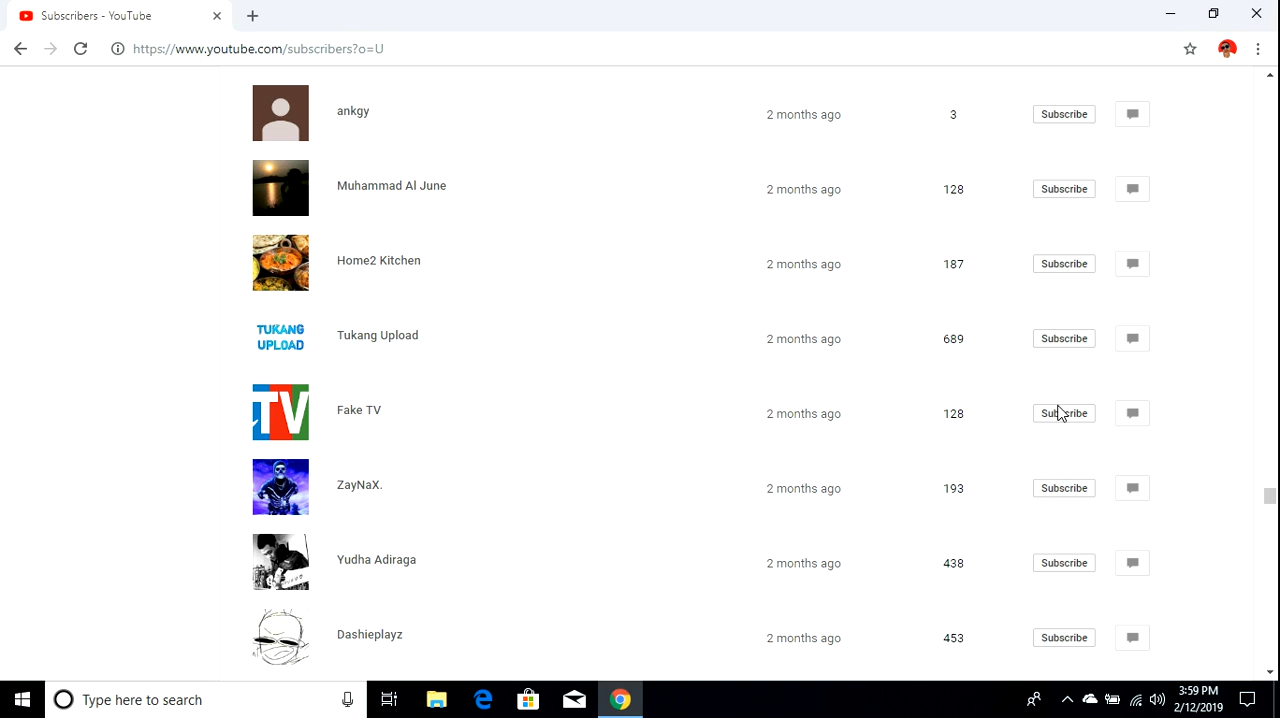 Subscribers - YouTube
https://www.youtube.com/subscribers?o=U
ankgy 2 months ago 3 Subscribe
Muhammad Al June 2 months ago 128 Subscribe
Home2 Kitchen 2 months ago 187 Subscribe
TUKANG
UPLOAD
Tukang Upload 2 months ago 689 Subscribe
TV
Fake TV 2 months ago 128 Subscribe
ZayNaX. 2 months ago 193 Subscribe
Yudha Adiraga 2 months ago 438 Subscribe
Dashieplayz 2 months ago 453 Subscribe
Type here to search
3:59 PM
2/12/2019